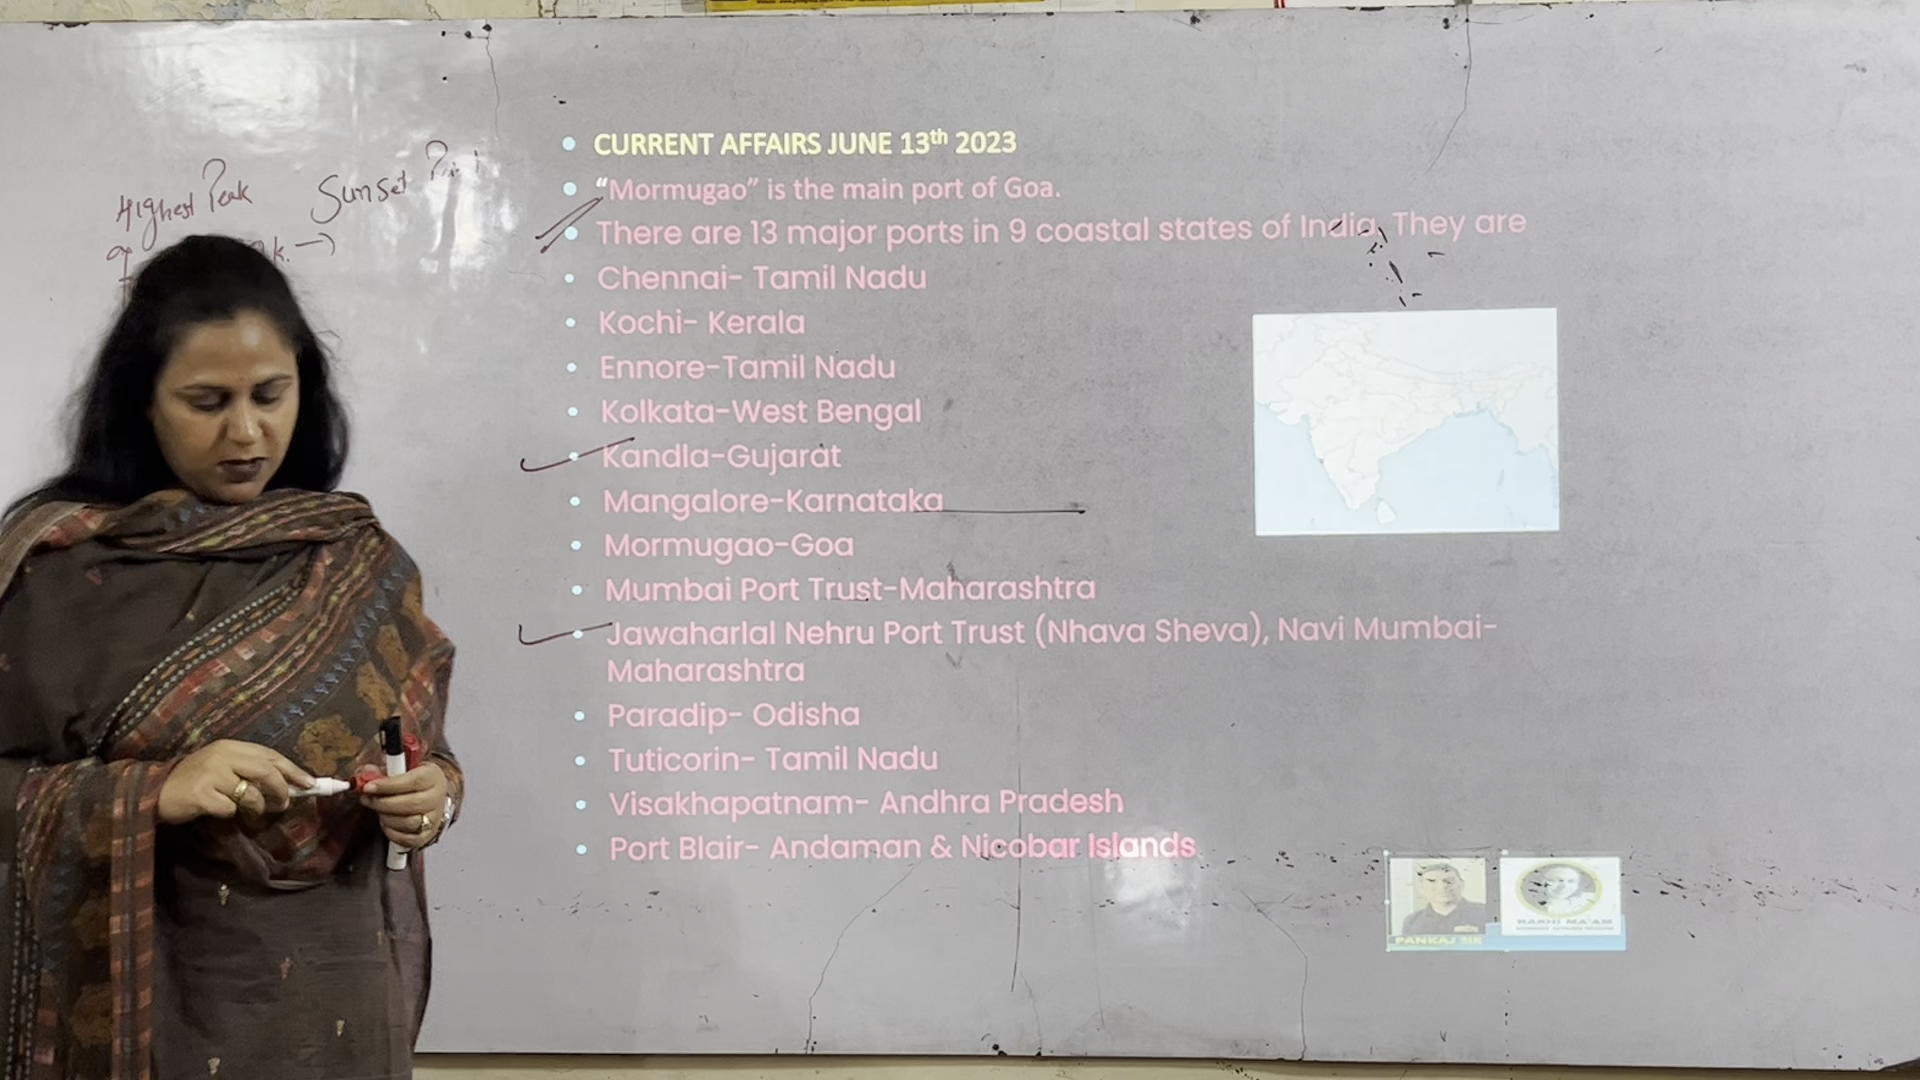 Highest Peak
Sunset
CURRENT AFFAIRS JUNE 13th 2023
“Mormugao” is the main port of Goa.
There are 13 major ports in 9 coastal states of India. They are
Chennai- Tamil Nadu
Kochi- Kerala
Ennore-Tamil Nadu
Kolkata-West Bengal
Kandla-Gujarat
Mangalore-Karnataka
Mormugao-Goa
Mumbai Port Trust-Maharashtra
Jawaharlal Nehru Port Trust (Nhava Sheva), Navi Mumbai-
Maharashtra
Paradip- Odisha
Tuticorin- Tamil Nadu
Visakhapatnam- Andhra Pradesh
Port Blair- Andaman & Nicobar Islands
PANKAJ SIR
RAKHI MA'AM